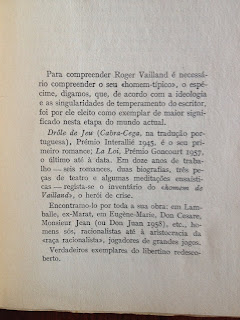 Para compreender Roger Vailland é necessá-
rio compreender o seu «homem-típico», o espé-
cime, digamos, que, de acordo com a ideologia
e as singularidades de temperamento do escritor,
foi por ele eleito como exemplar de maior signi-
ficado nesta etapa do mundo actual.
Drôle de Jeu (Cabra-Cega, na tradução por-
tuguesa), Prémio Interallié 1945, é o seu pri-
meiro romance; La Loi, Prémio Goncourt 1957,
o último até à data. Em doze anos de traba-
lho — seis romances, duas biografias, três pe-
ças de teatro e algumas meditações ensaísti-
cas — regista-se o inventário do «homem de
Vailland», o herói de crise.
Encontramo-lo por toda a sua obra: em Lam-
balle, ex-Marat, em Eugène-Marie, Don Cesare,
Monsieur Jean (ou Don Juan 1958), etc., ho-
mens sós, racionalistas até à aristocracia da
«raça racionalista», jogadores de grandes jogos.
Verdadeiros exemplares do libertino redesco-
berto.